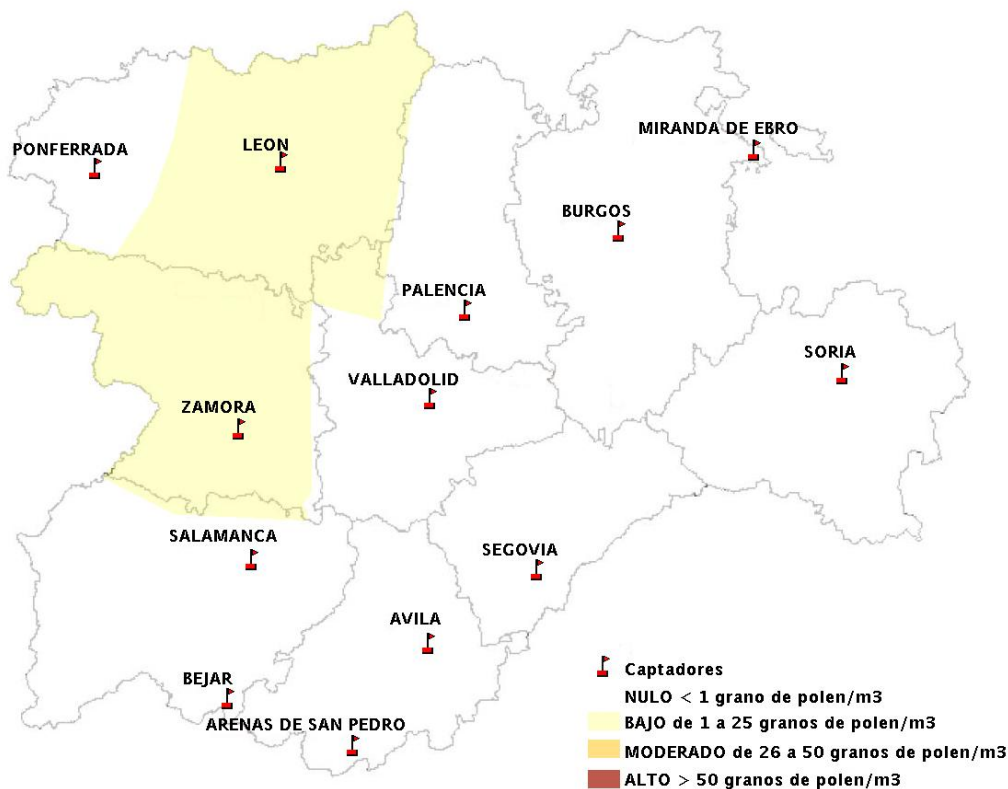 MIRANDA DE EBRO
PONFERRADA
LEON
BURGOS
PALENCIA
SORIA
VALLADOLID
ZAMORA
SALAMANCA
SEGOVIA
AVILA
BEJAR
ARENAS DE SAN PEDRO
Captadores
NULO < 1 grano de polen/m3
BAJO de 1 a 25 granos de polen/m3
MODERADO de 26 a 50 granos de polen/m3
ALTO > 50 granos de polen/m3